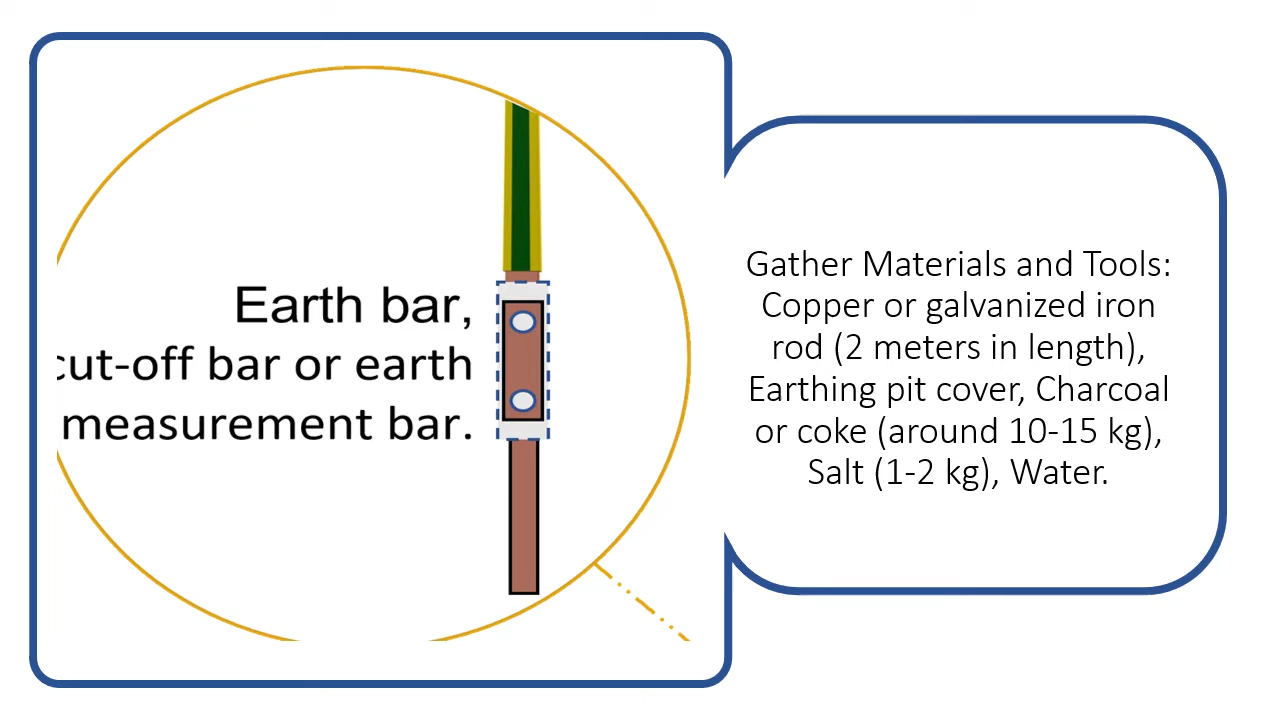 Earth bar,
cut-off bar or earth
measurement bar.
Gather Materials and Tools:
Copper or galvanized iron
rod (2 meters in length),
Earthing pit cover, Charcoal
or coke (around 10-15 kg),
Salt (1-2 kg), Water.